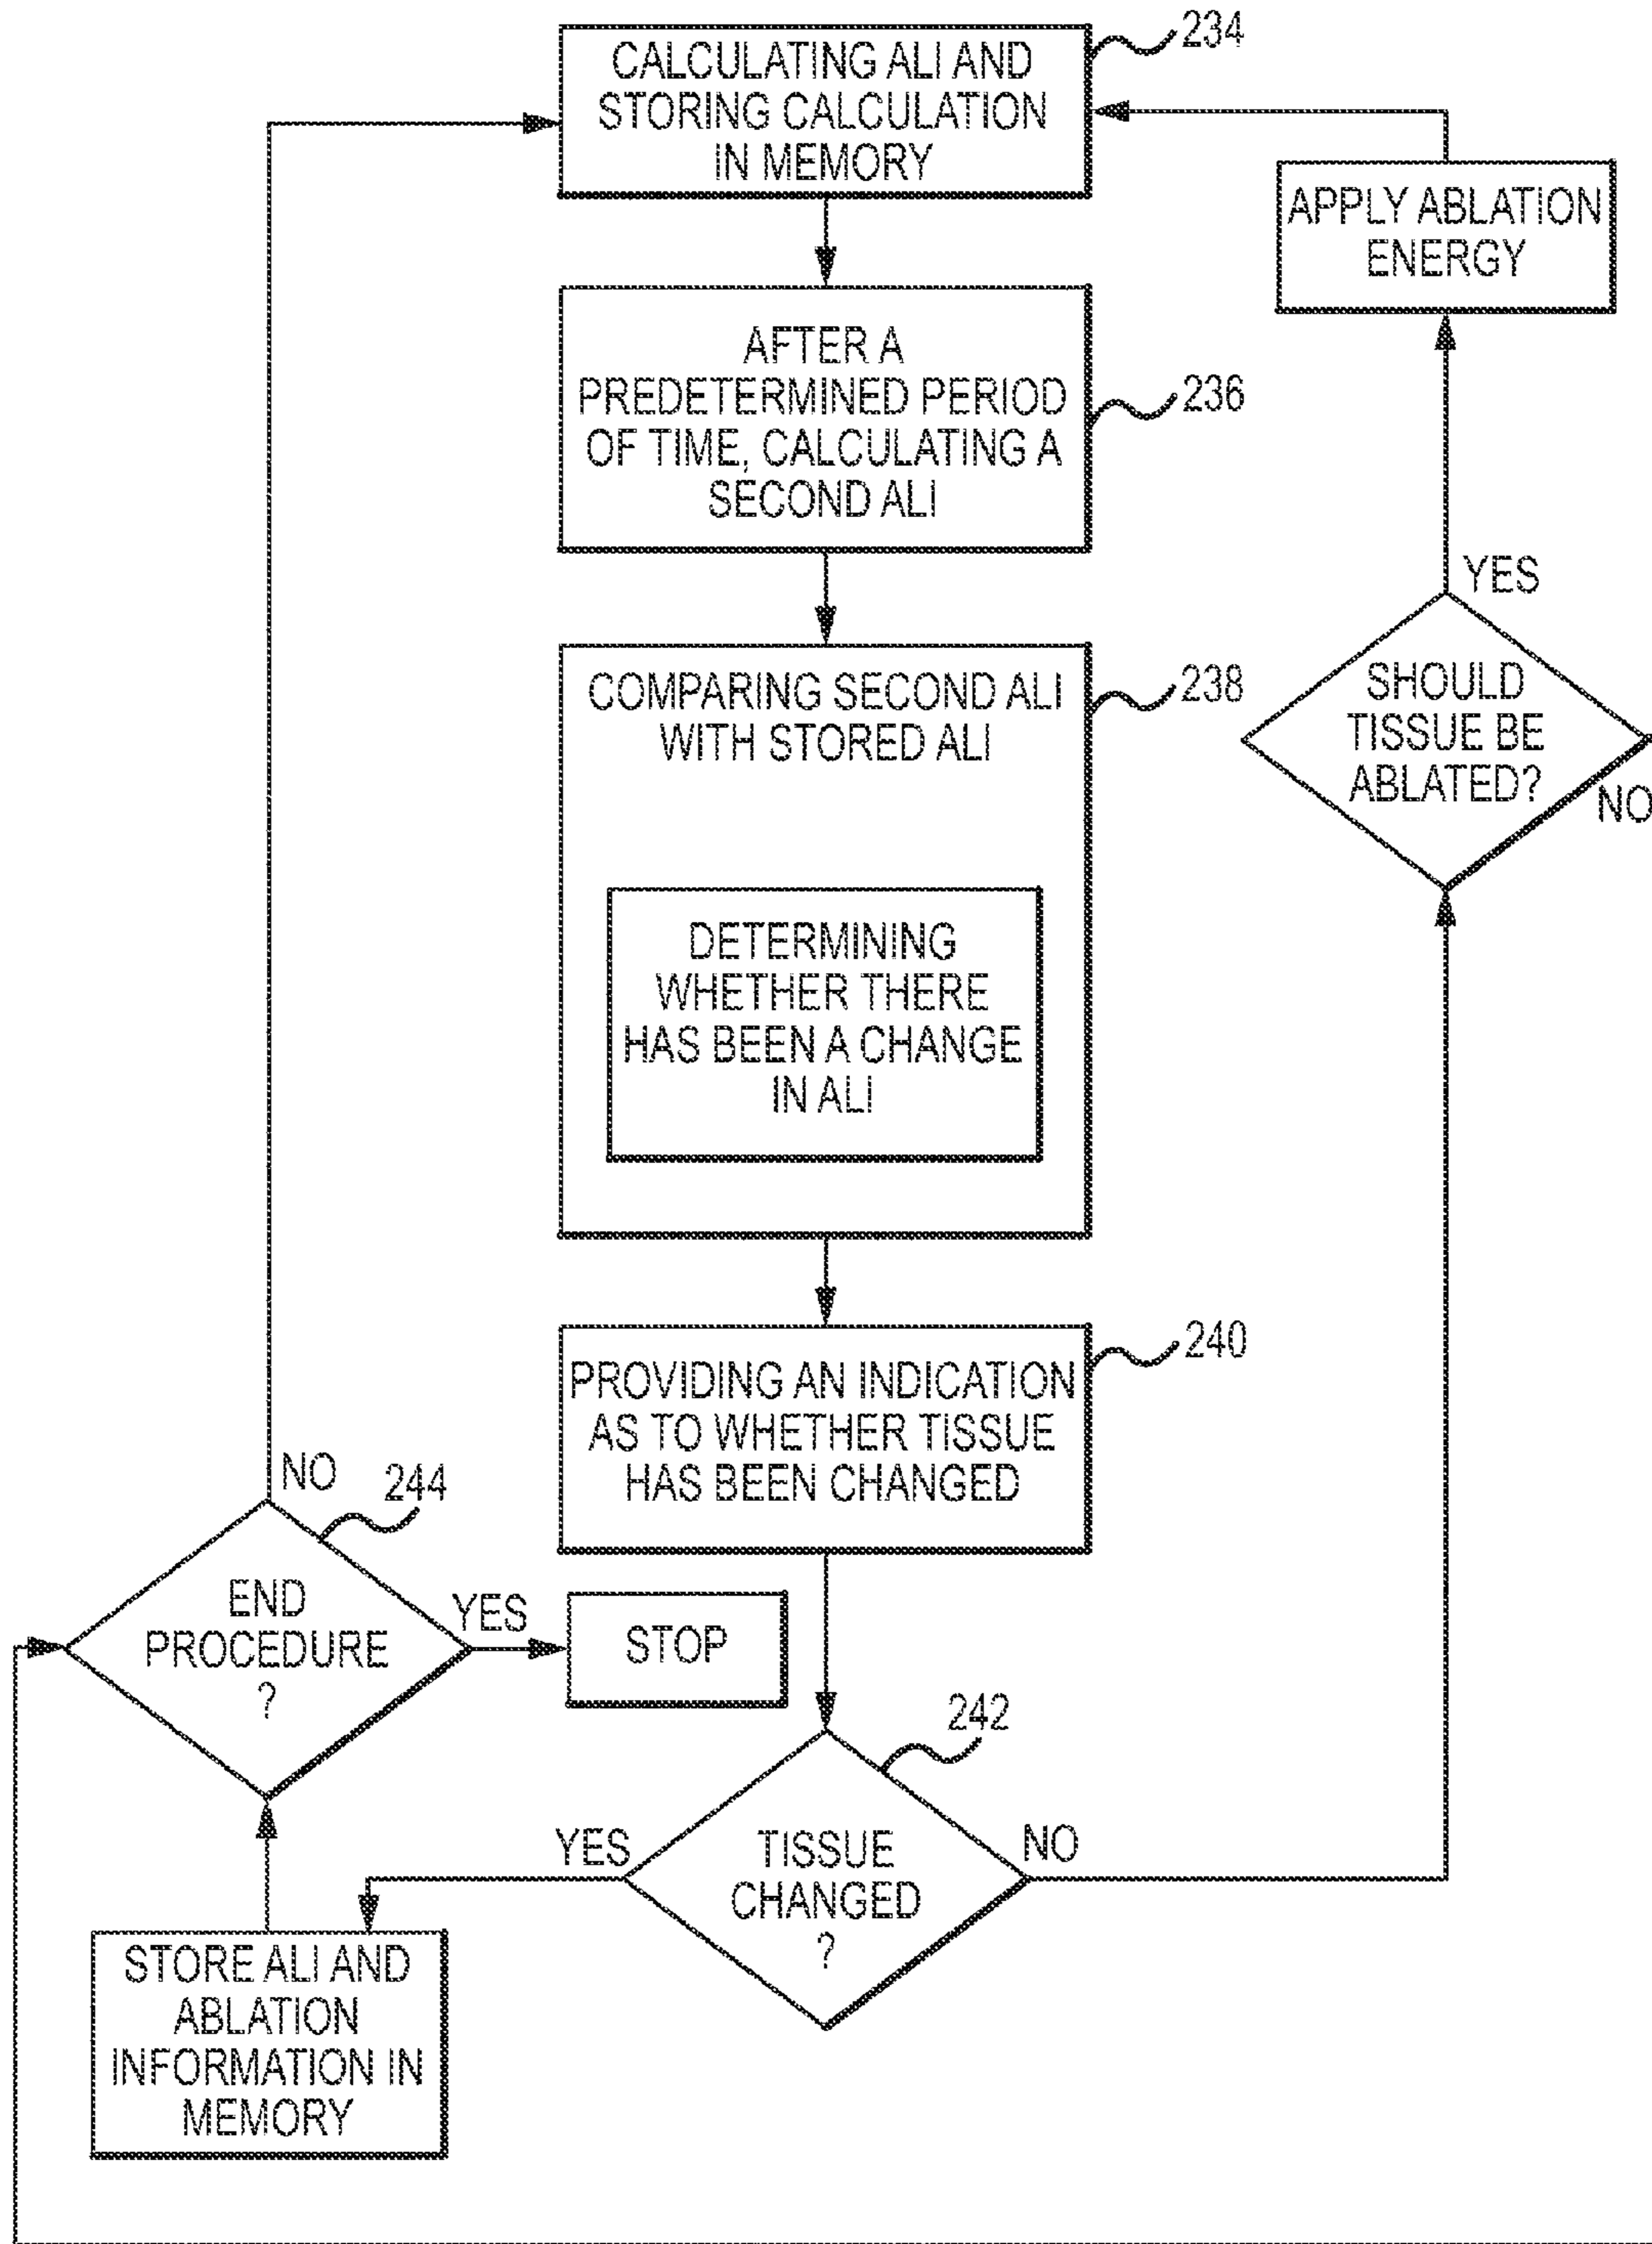 234
CALCULATING ALI AND
STORING CALCULATION
IN MEMORY
APPLY ABLATION
ENERGY
AFTER A
PREDETERMINED PERIOD
OF TIME, CALCULATING A
SECOND ALI
236
YES
COMPARING SECOND ALI
WITH STORED ALI
238
SHOULD
TISSUE BE
ABLATED?
NO
DETERMINING
WHETHER THERE
HAS BEEN A CHANGE
IN ALI
240
PROVIDING AN INDICATION
AS TO WHETHER TISSUE
HAS BEEN CHANGED
NO
244
END
PROCEDURE
?
YES
STOP
242
YES
TISSUE
CHANGED
?
NO
STORE ALI AND
ABLATION
INFORMATION IN
MEMORY